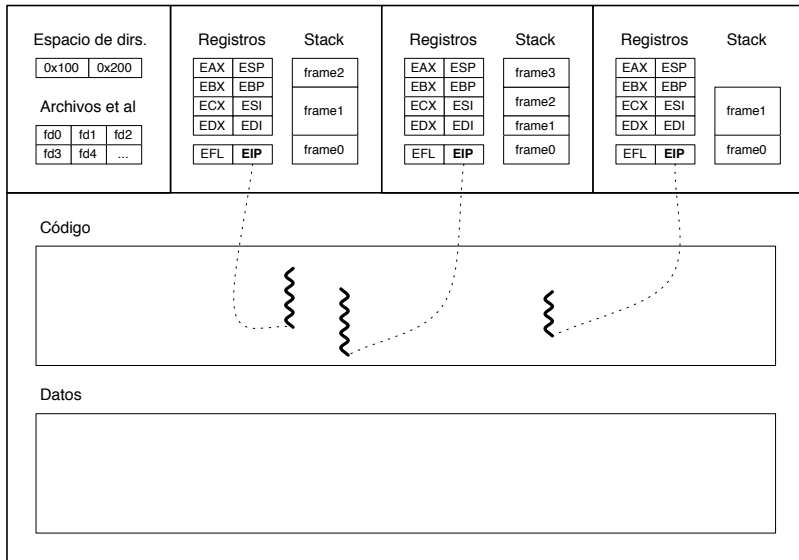 Espacio de dirs.
0x100 0x200
Archivos et al
fd0 fd1 fd2
fd3 fd4 ...
Registros Stack
EAX ESP
EBX EBP
ECX ESI
EDX EDI
EFL EIP
frame2
frame1
frame0
Registros Stack
EAX ESP
EBX EBP
ECX ESI
EDX EDI
EFL EIP
frame3
frame2
frame1
frame0
Registros Stack
EAX ESP
EBX EBP
ECX ESI
EDX EDI
EFL EIP
frame1
frame0
Código
Datos